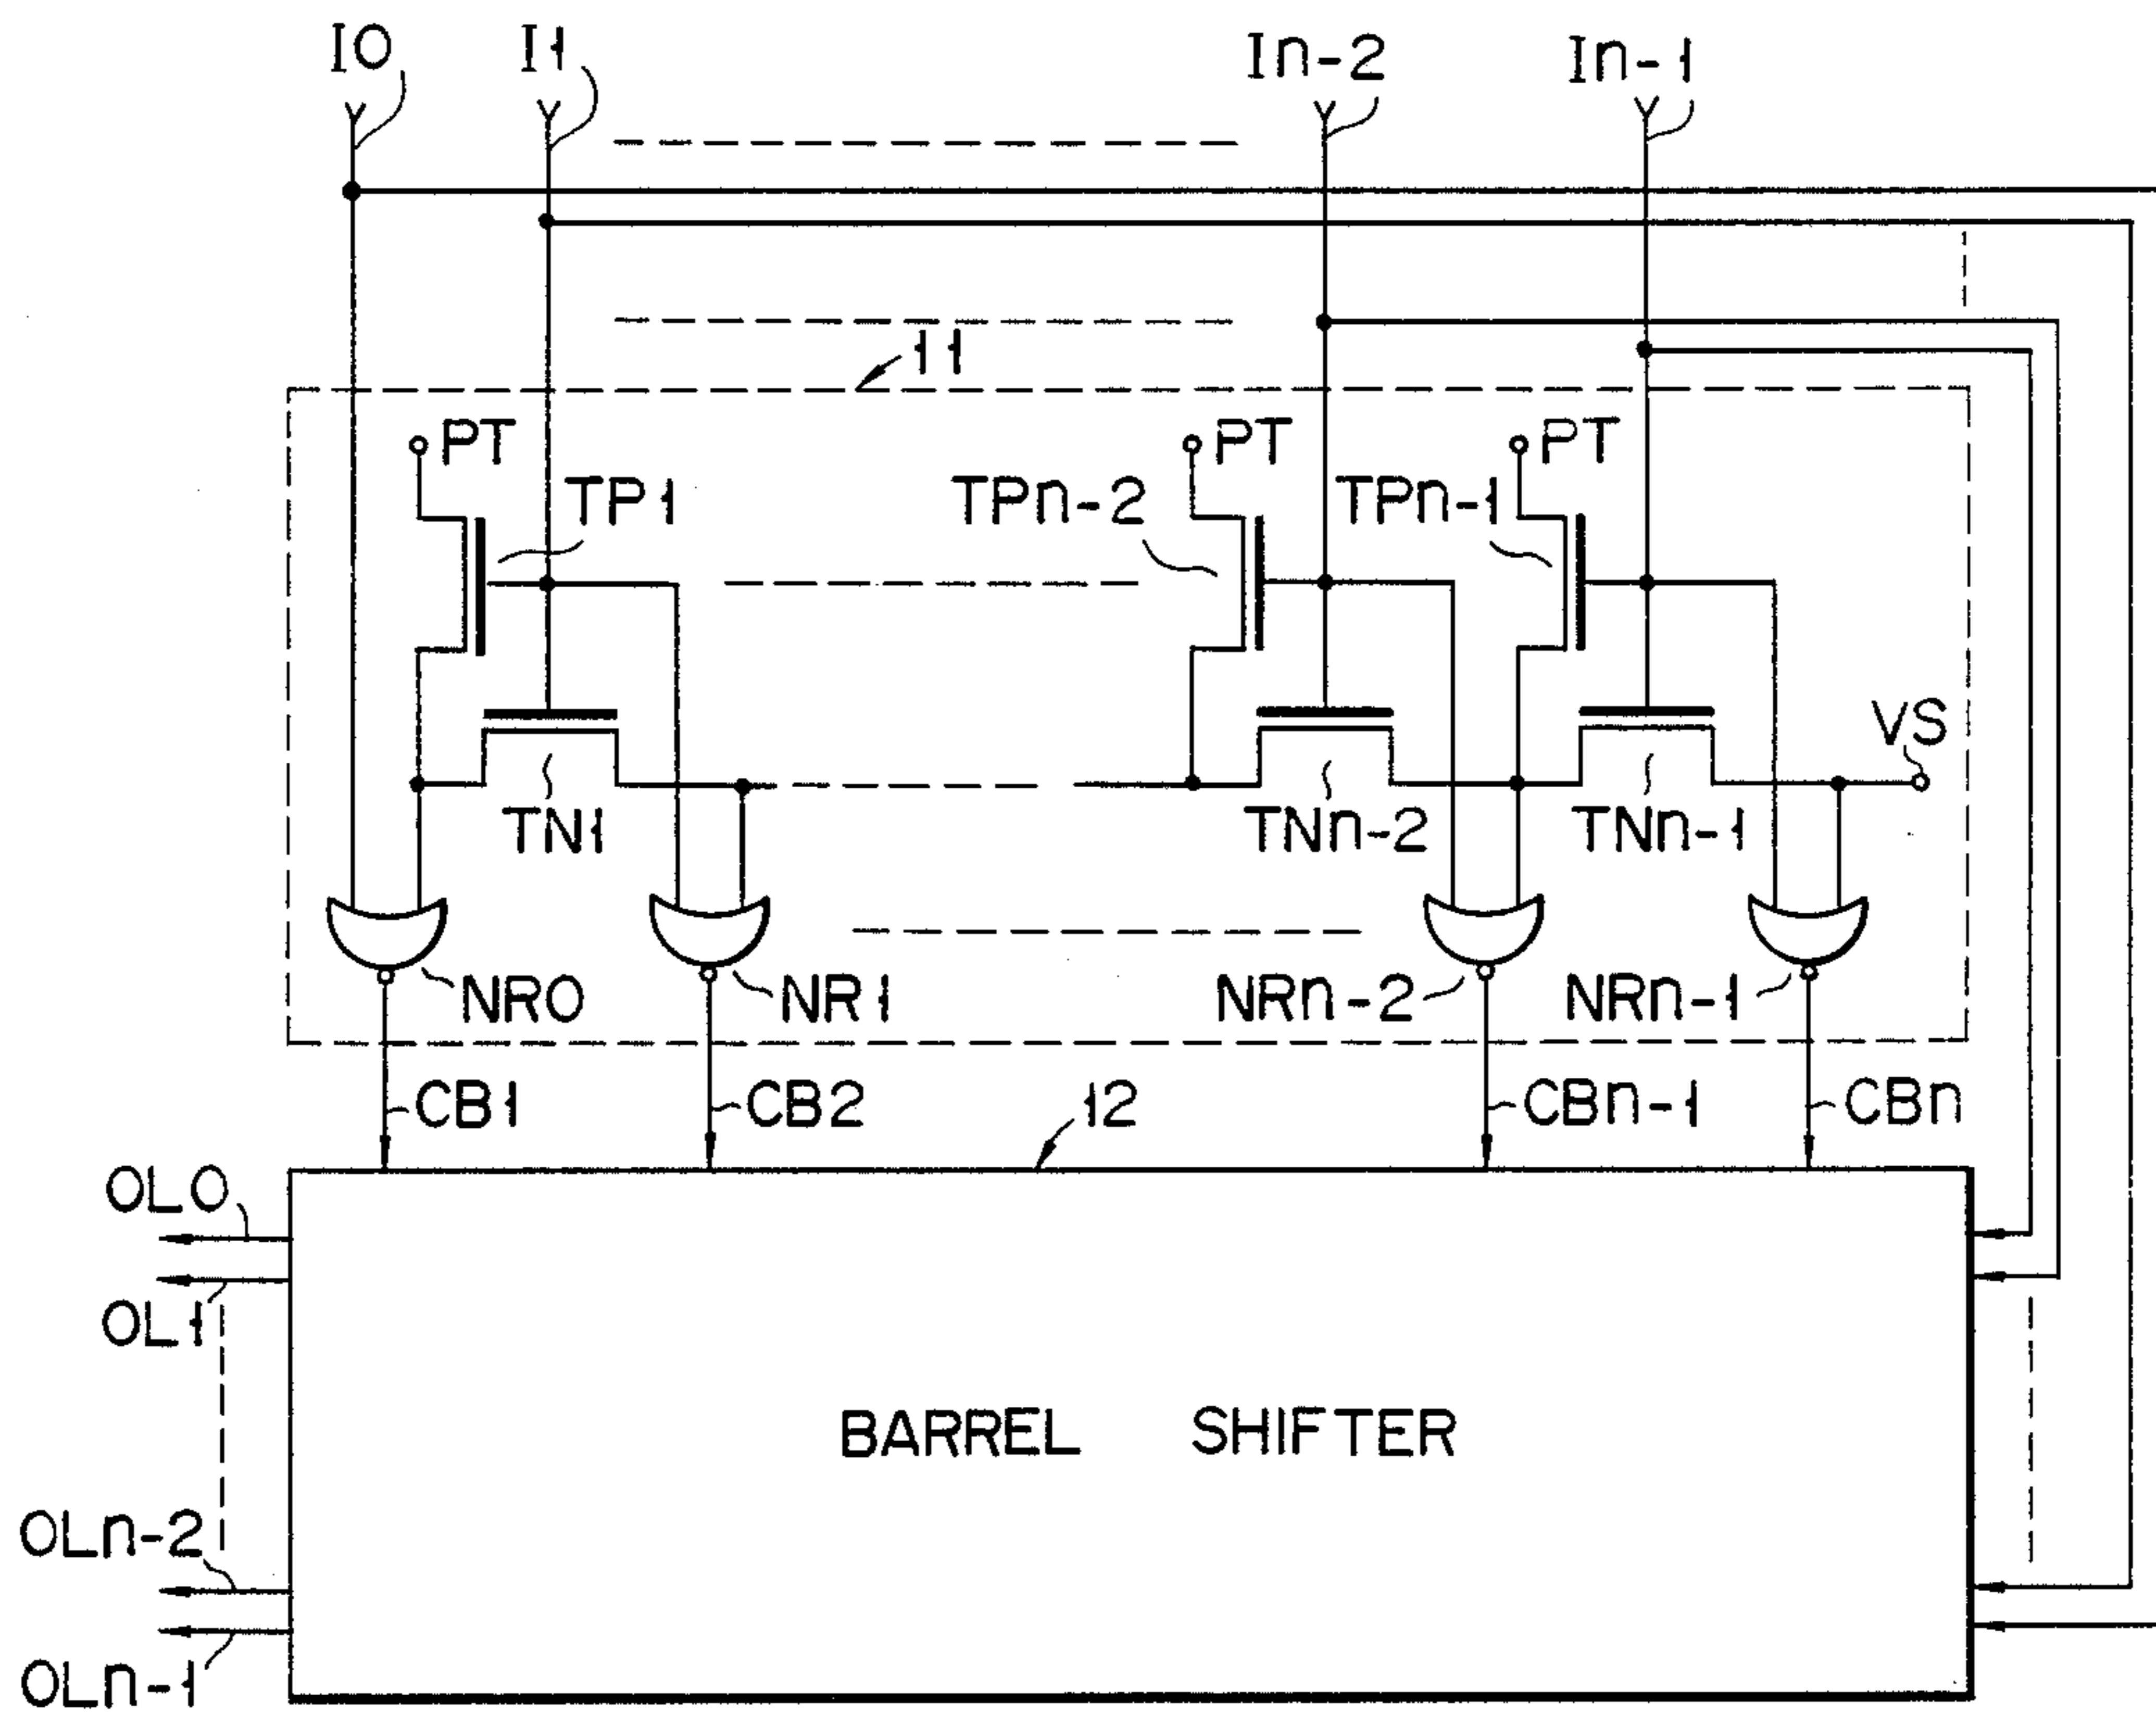 I0 I1 In-2 In-1
11
PT PT PT
TP1 TPn-2 TPn-1
VS
TN1 TNn-2 TNn-1
NR0 NR1 NRn-2 NRn-1
CB1 CB2 12 CBn-1 CBn
OL0
OL1
BARREL SHIFTER
OLn-2
OLn-1